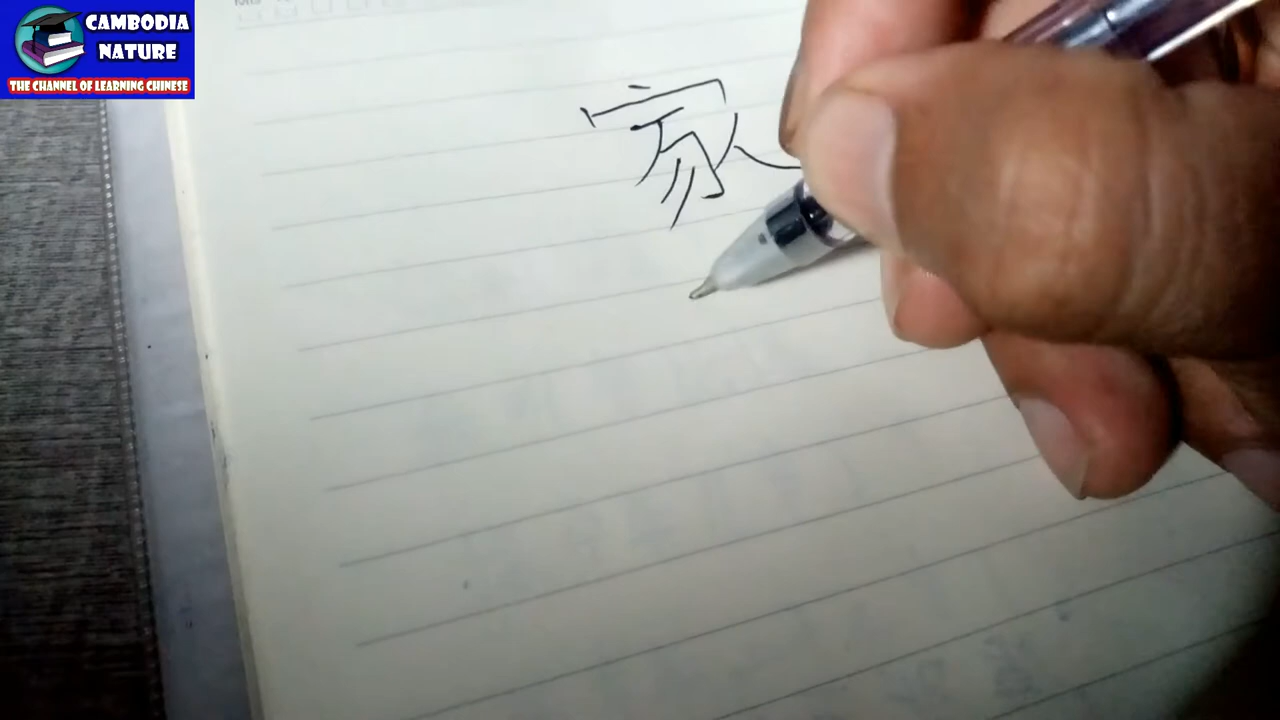 CAMBODIA
NATURE
THE CHANNEL OF LEARNING CHINESE
家